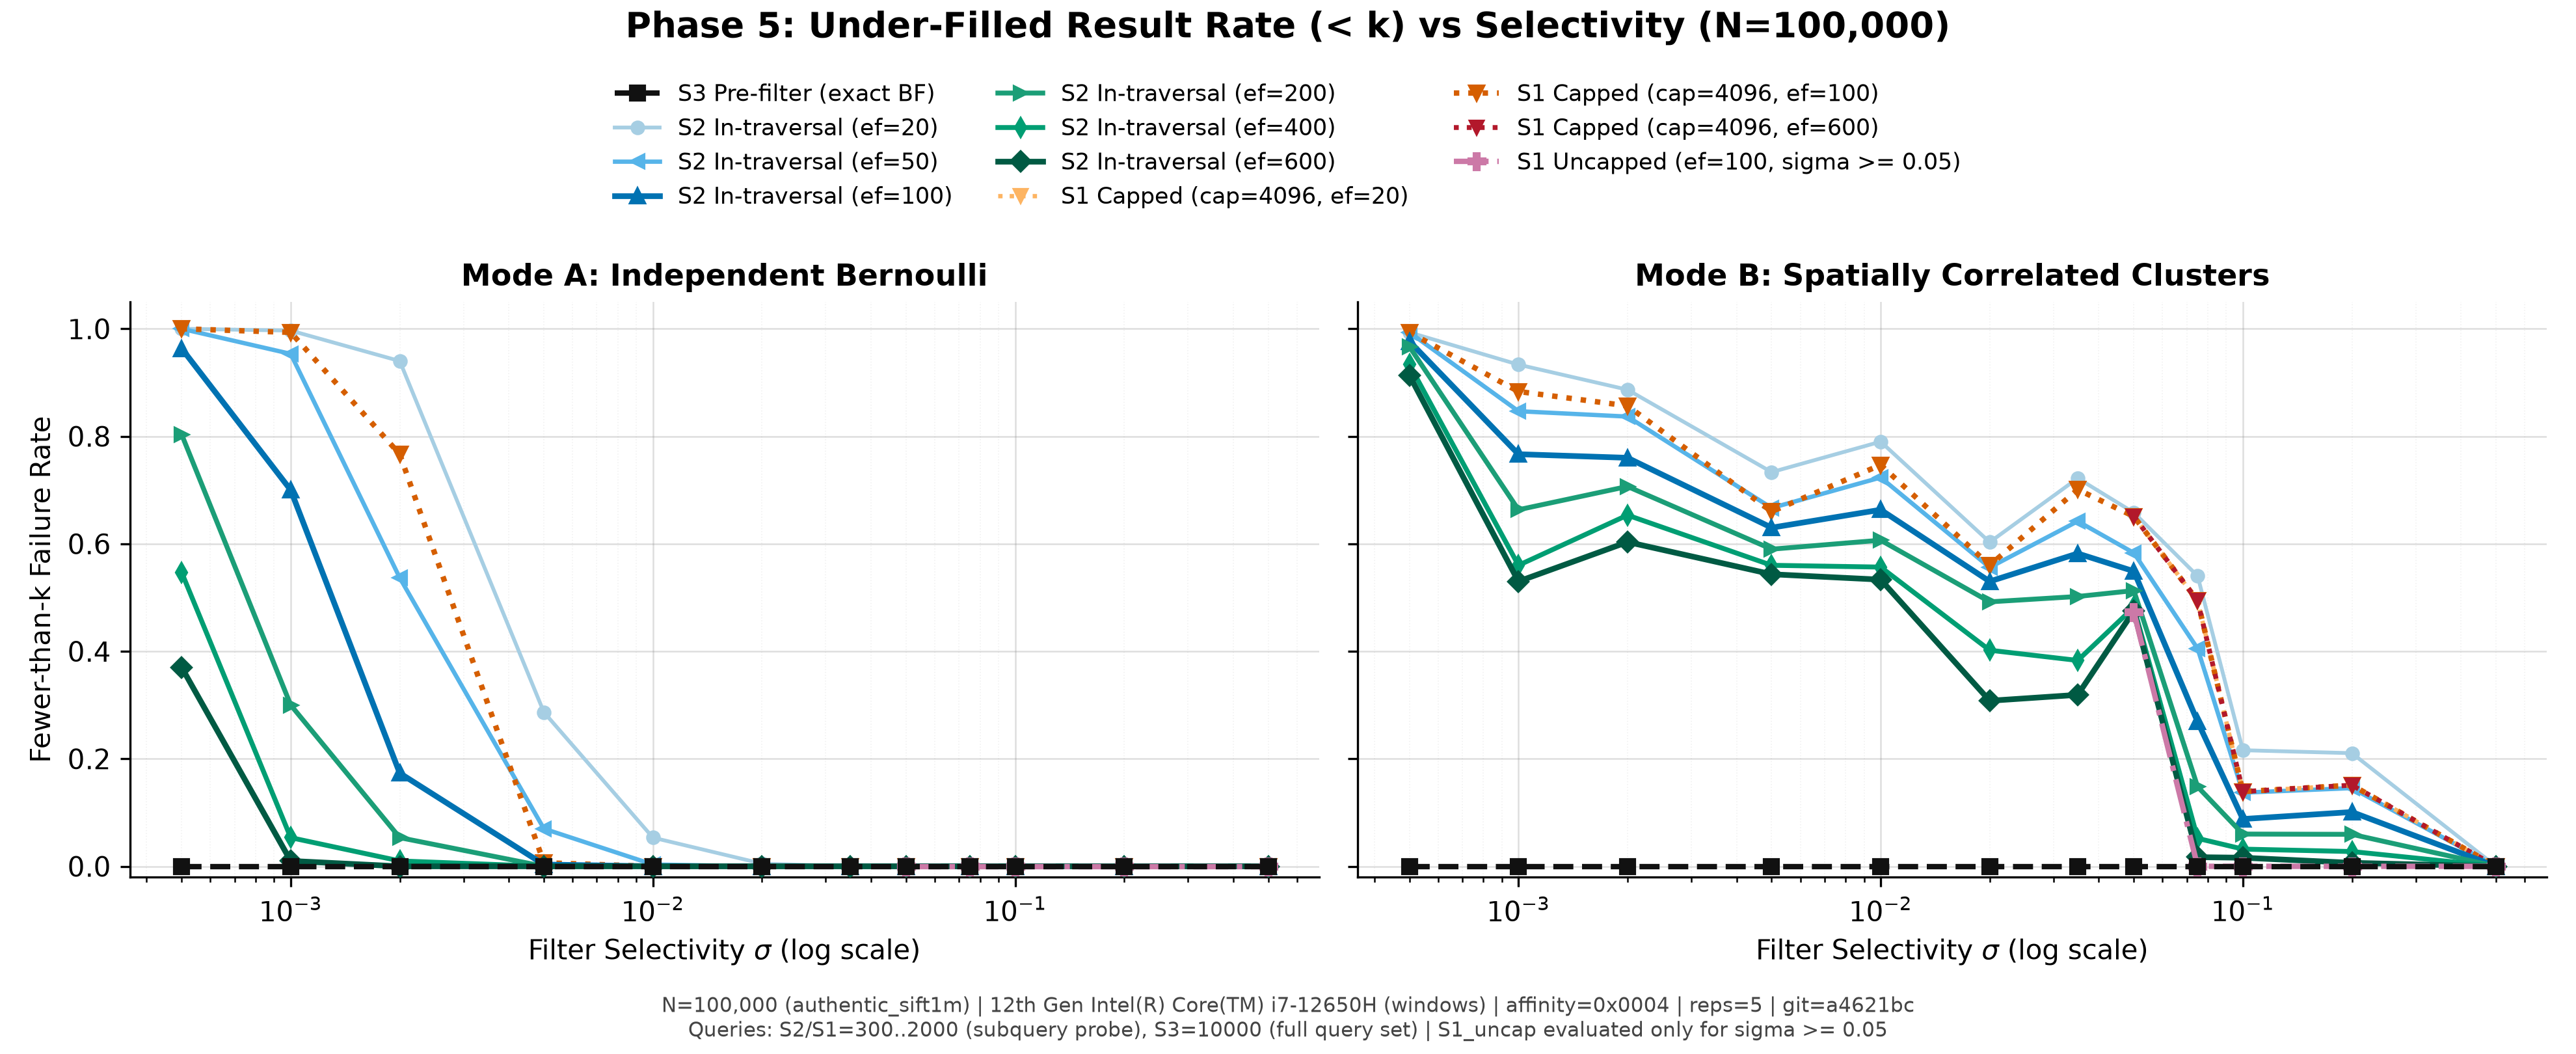 Phase 5: Under-Filled Result Rate (< k) vs Selectivity (N=100,000)
S3 Pre-filter (exact BF)
S2 In-traversal (ef=20)
S2 In-traversal (ef=50)
S2 In-traversal (ef=100)
S2 In-traversal (ef=200)
S2 In-traversal (ef=400)
S2 In-traversal (ef=600)
S1 Capped (cap=4096, ef=20)
S1 Capped (cap=4096, ef=100)
S1 Capped (cap=4096, ef=600)
S1 Uncapped (ef=100, sigma >= 0.05)
Mode A: Independent Bernoulli
Fewer-than-k Failure Rate
1.0
0.8
0.6
0.4
0.2
0.0
10⁻³ 10⁻² 10⁻¹
Filter Selectivity σ (log scale)
Mode B: Spatially Correlated Clusters
10⁻³ 10⁻² 10⁻¹
Filter Selectivity σ (log scale)
N=100,000 (authentic_sift1m) | 12th Gen Intel(R) Core(TM) i7-12650H (windows) | affinity=0x0004 | reps=5 | git=a4621bc
Queries: S2/S1=300..2000 (subquery probe), S3=10000 (full query set) | S1_uncap evaluated only for sigma >= 0.05